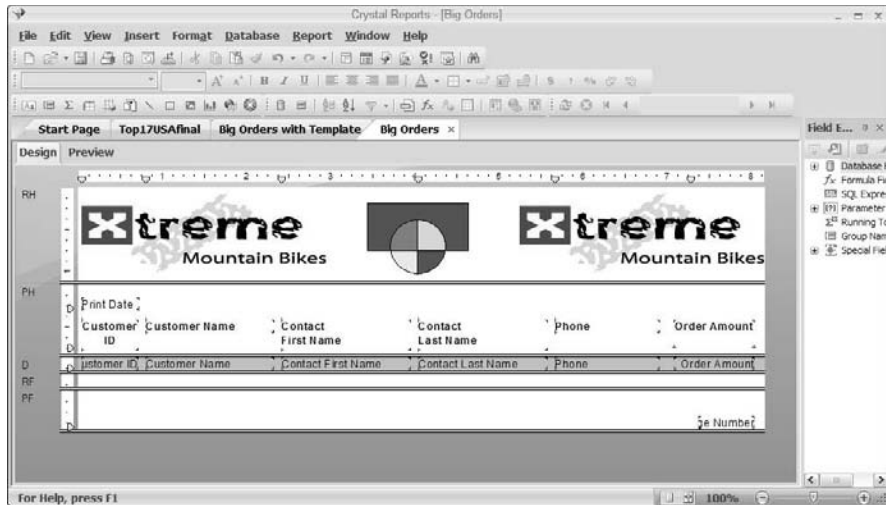 Crystal Reports - [Big Orders]
File Edit View Insert Format Database Report Window Help
Start Page Top17USAfinal Big Orders with Template Big Orders ×
Field E...
Design Preview
Database F
Formula Fi
SQL Expre
Parameter
Running To
Group Nam
Special Fiel
RH
Xtreme
Mountain Bikes
Xtreme
Mountain Bikes
PH
Print Date
Customer ID
Customer Name
Contact First Name
Contact Last Name
Phone
Order Amount
D
ustomer ID Customer Name Contact First Name Contact Last Name Phone Order Amount
RF
PF
ge Number
For Help, press F1
100%